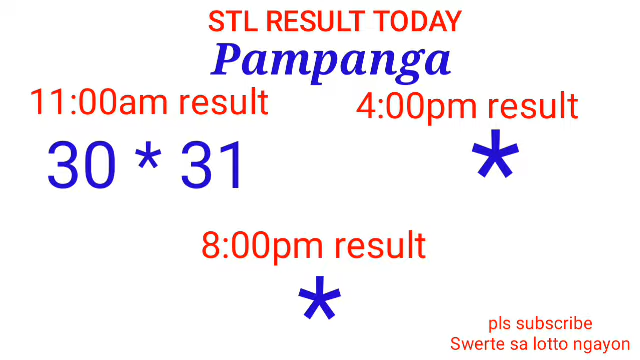 STL RESULT TODAY
Pampanga
11:00am result
30 * 31
4:00pm result
*
8:00pm result
*
pls subscribe
Swerte sa lotto ngayon